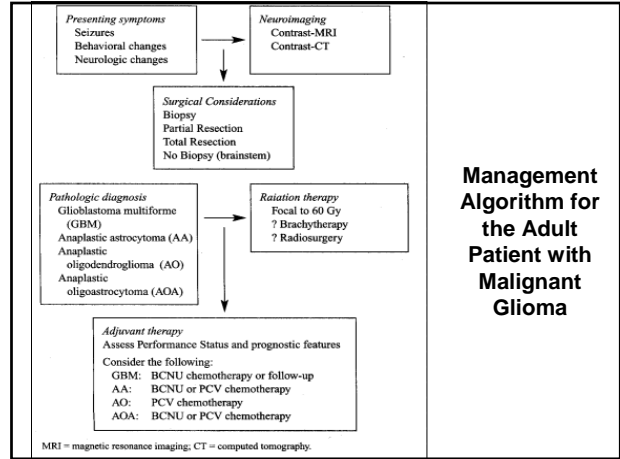 Presenting symptoms
Seizures
Behavioral changes
Neurologic changes
Neuroimaging
Contrast-MRI
Contrast-CT
Surgical Considerations
Biopsy
Partial Resection
Total Resection
No Biopsy (brainstem)
Pathologic diagnosis
Glioblastoma multiforme
(GBM)
Anaplastic astrocytoma (AA)
Anaplastic
oligodendroglioma (AO)
Anaplastic
oligoastrocytoma (AOA)
Raiation therapy
Focal to 60 Gy
? Brachytherapy
? Radiosurgery
Adjuvant therapy
Assess Performance Status and prognostic features
Consider the following:
GBM: BCNU chemotherapy or follow-up
AA: BCNU or PCV chemotherapy
AO: PCV chemotherapy
AOA: BCNU or PCV chemotherapy
MRI = magnetic resonance imaging; CT = computed tomography.
Management
Algorithm for
the Adult
Patient with
Malignant
Glioma